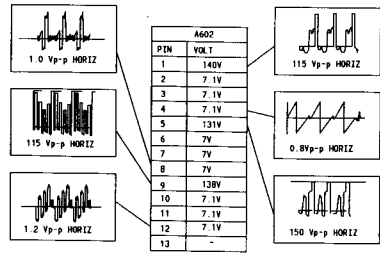 1.0 Vp-p HORIZ
115 Vp-p HORIZ
1.2 Vp-p HORIZ
A602
PIN VOLT
1 140V
2 7.1V
3 7.1V
4 7.1V
5 131V
6 7V
7 7V
8 7V
9 138V
10 7.1V
11 7.1V
12 7.1V
13 -
115 Vp-p HORIZ
0.8Vp-p HORIZ
150 Vp-p HORIZ